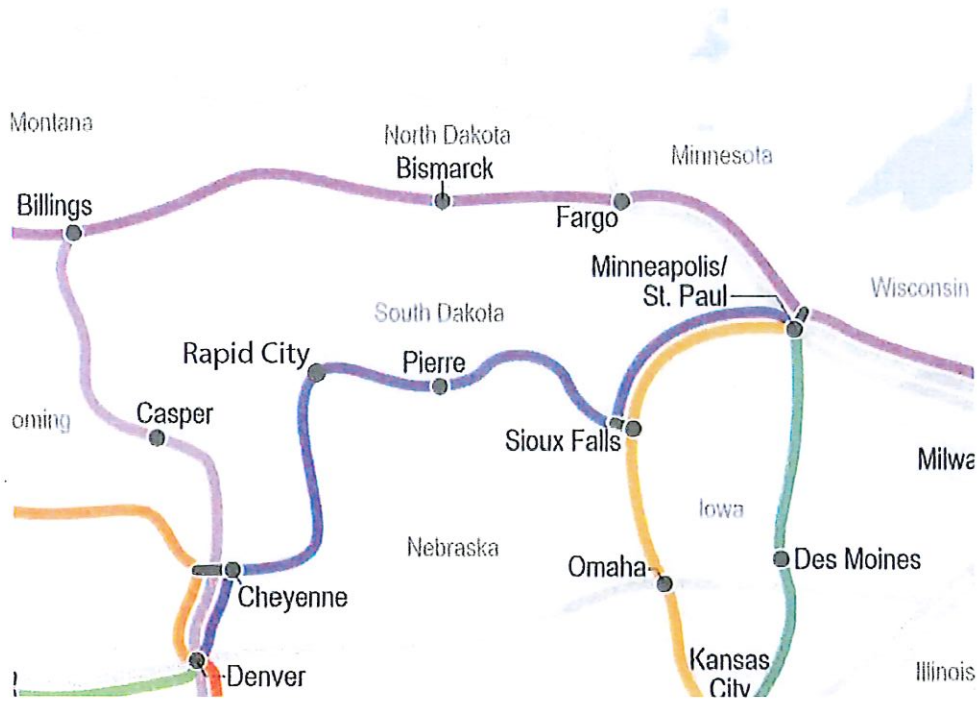 Montana
North Dakota
Bismarck
Minnesota
Billings
Fargo
Minneapolis/
St. Paul
Wisconsin
South Dakota
Rapid City
Pierre
Casper
oming
Sioux Falls
Milwa
Iowa
Nebraska
Omaha
Des Moines
Cheyenne
Kansas
City
Denver
Illinois